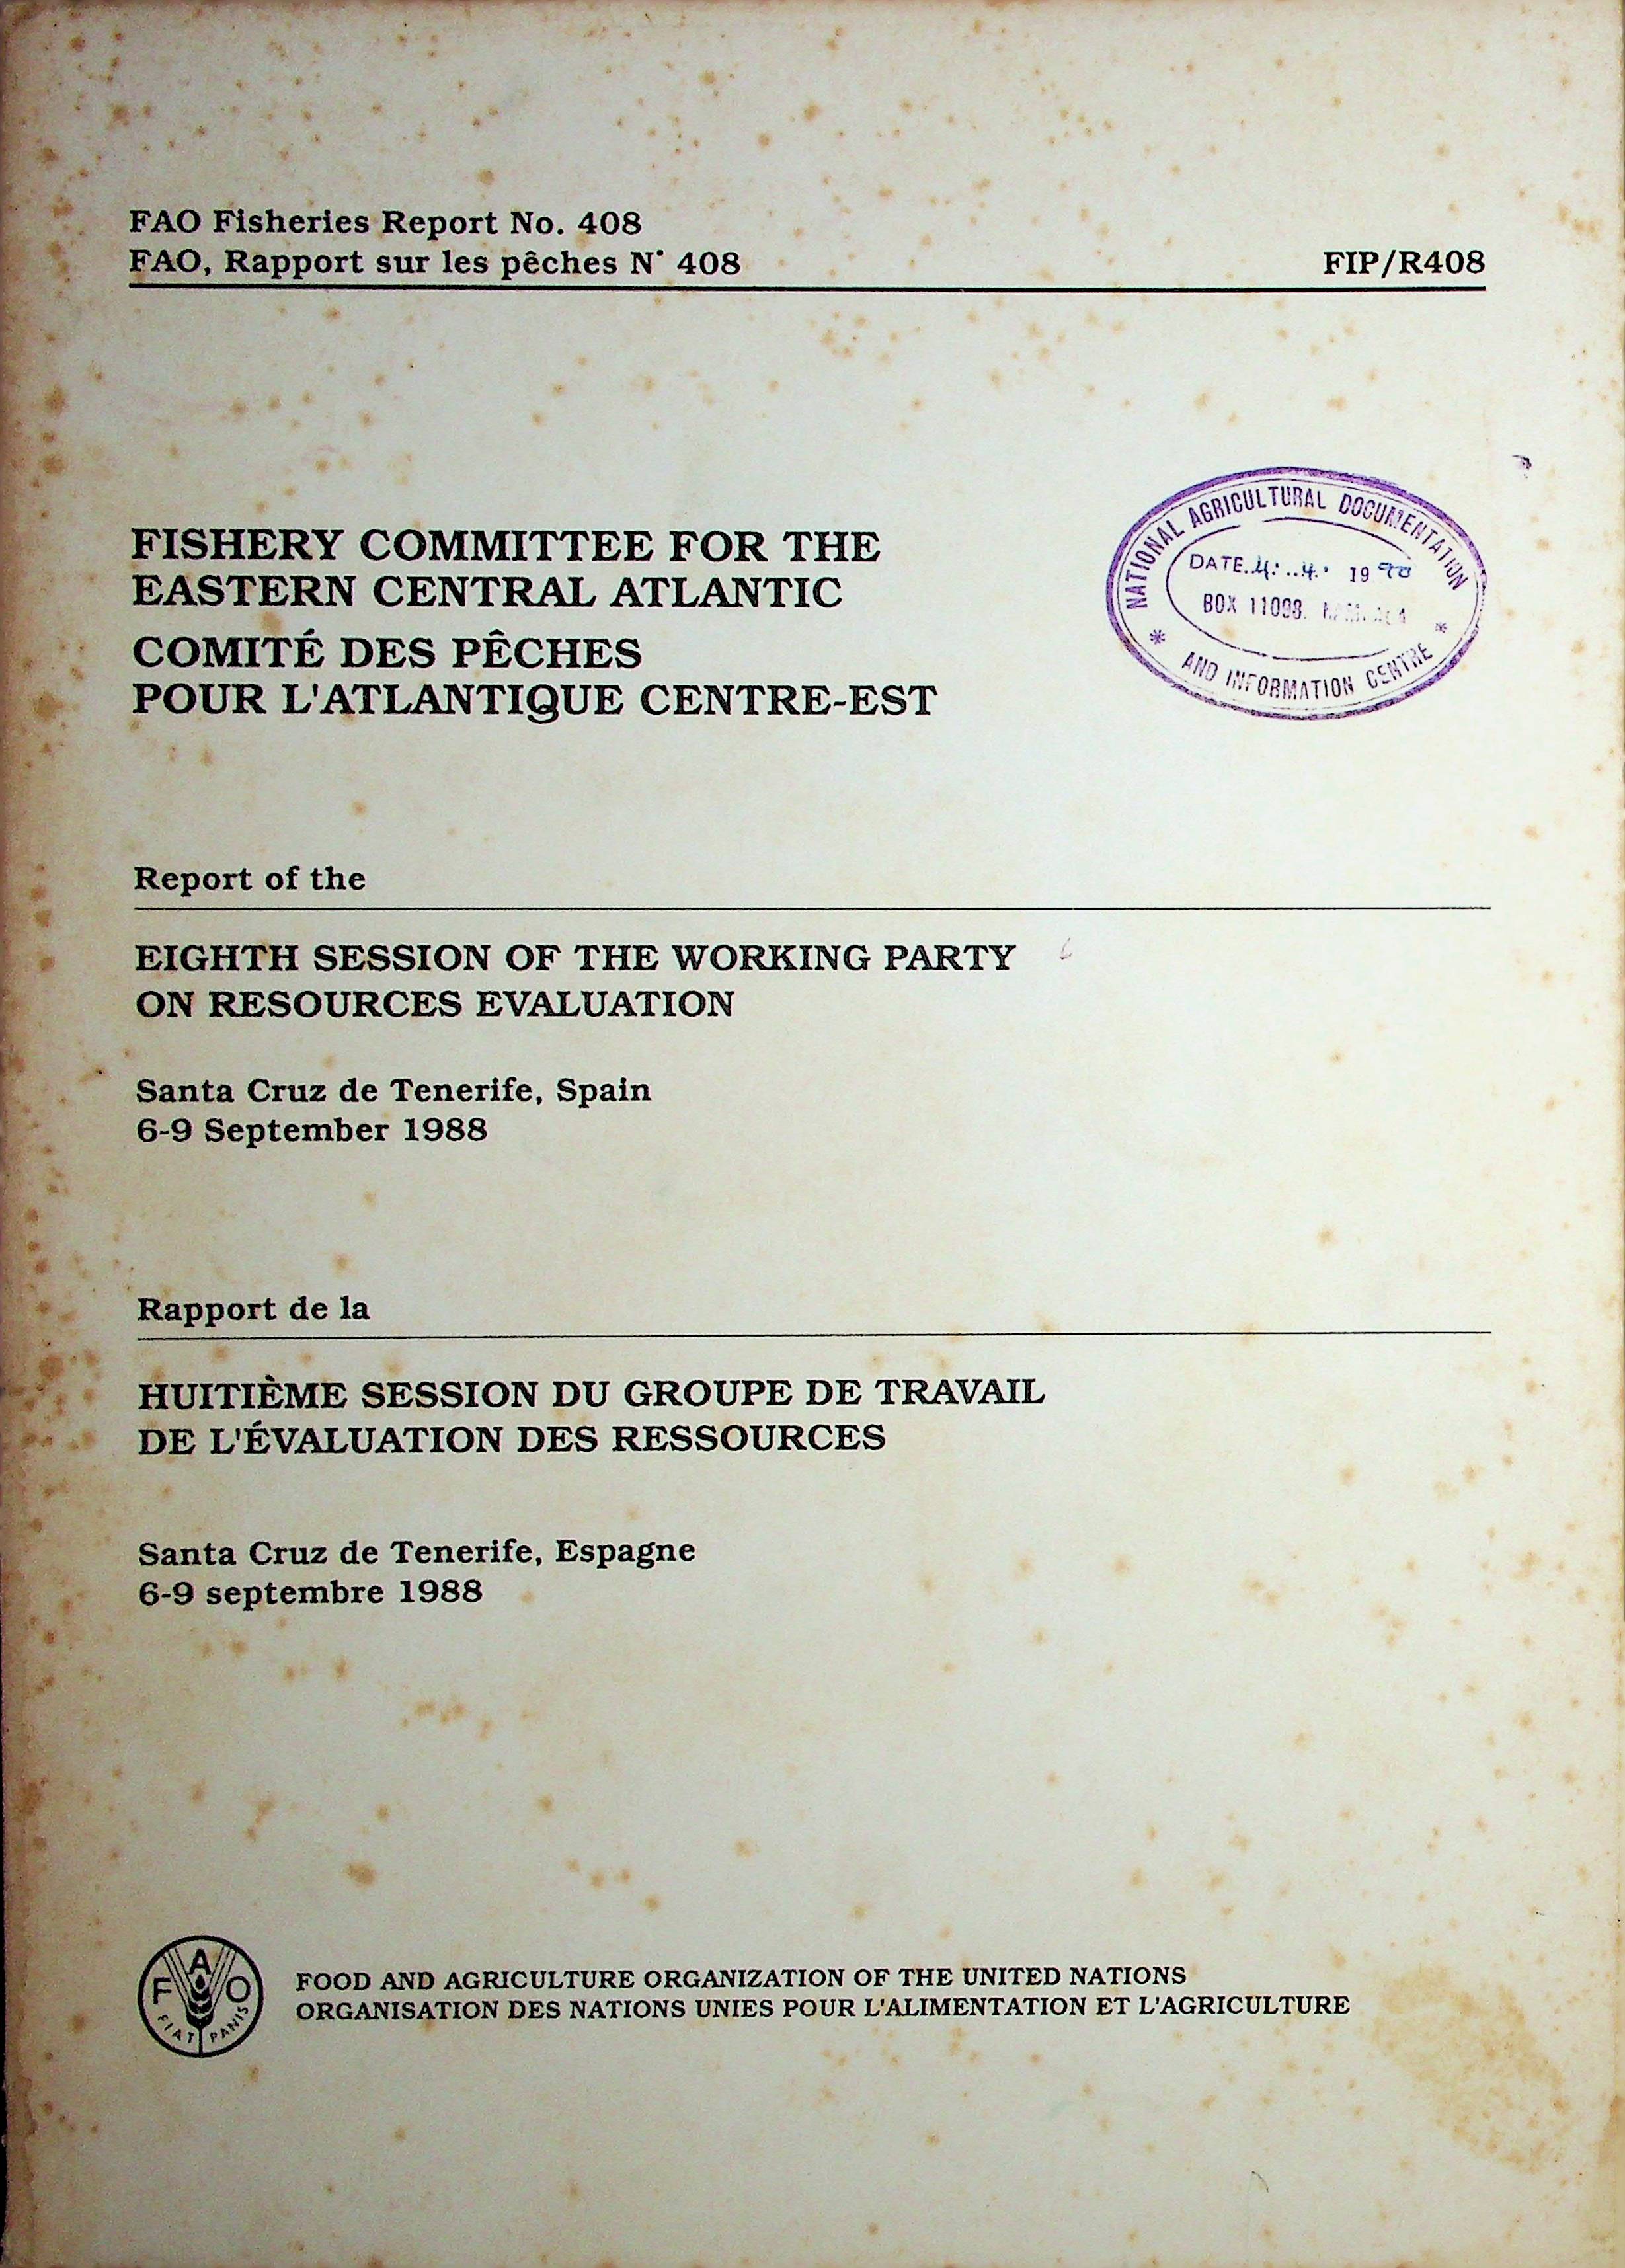 FAO Fisheries Report No. 408
FAO, Rapport sur les pêches N° 408
FIP/R408
FISHERY COMMITTEE FOR THE
EASTERN CENTRAL ATLANTIC
COMITÉ DES PÊCHES
POUR L'ATLANTIQUE CENTRE-EST
NATIONAL AGRICULTURAL DOCUMENTATION
DATE 4. 4. 1990
BOX 11098.
* AND INFORMATION CENTRE *
Report of the
EIGHTH SESSION OF THE WORKING PARTY
ON RESOURCES EVALUATION
Santa Cruz de Tenerife, Spain
6-9 September 1988
Rapport de la
HUITIÈME SESSION DU GROUPE DE TRAVAIL
DE L'ÉVALUATION DES RESSOURCES
Santa Cruz de Tenerife, Espagne
6-9 septembre 1988
FAO
FIAT PANIS
FOOD AND AGRICULTURE ORGANIZATION OF THE UNITED NATIONS
ORGANISATION DES NATIONS UNIES POUR L'ALIMENTATION ET L'AGRICULTURE